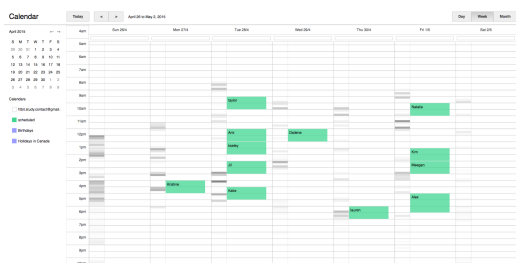 Calendar
Today
April 26 to May 2, 2015
Day
Week
Month
April 2015
S M T W T F S
29 30 31 1 2 3 4
5 6 7 8 9 10 11
12 13 14 15 16 17 18
19 20 21 22 23 24 25
26 27 28 29 30 1 2
3 4 5 6 7 8 9
Calendars
scheduled
Birthdays
Holidays in Canada
Sun 26/4
Mon 27/4
Tue 28/4
Wed 29/4
Thu 30/4
Fri 1/5
Sat 2/5
4am
5am
6am
7am
8am
9am
10am
11am
12pm
1pm
2pm
3pm
4pm
5pm
6pm
7pm
8pm
9pm
Natalie
Ann
Kim
Meagan
Jill
Kristine
Alex